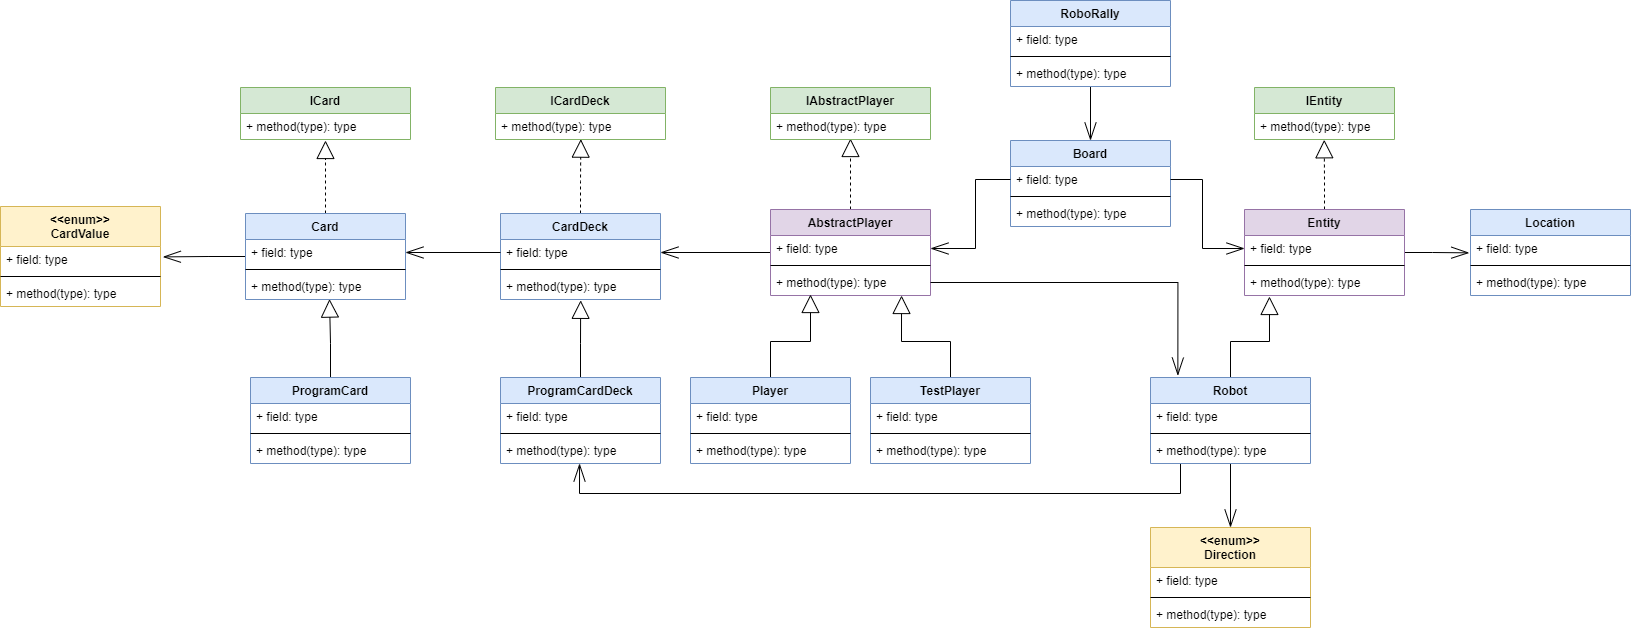 RoboRally
+ field: type
+ method(type): type
ICard
+ method(type): type
ICardDeck
+ method(type): type
IAbstractPlayer
+ method(type): type
IEntity
+ method(type): type
Board
+ field: type
+ method(type): type
<<enum>>
CardValue
+ field: type
+ method(type): type
Card
+ field: type
+ method(type): type
CardDeck
+ field: type
+ method(type): type
AbstractPlayer
+ field: type
+ method(type): type
Entity
+ field: type
+ method(type): type
Location
+ field: type
+ method(type): type
ProgramCard
+ field: type
+ method(type): type
ProgramCardDeck
+ field: type
+ method(type): type
Player
+ field: type
+ method(type): type
TestPlayer
+ field: type
+ method(type): type
Robot
+ field: type
+ method(type): type
<<enum>>
Direction
+ field: type
+ method(type): type